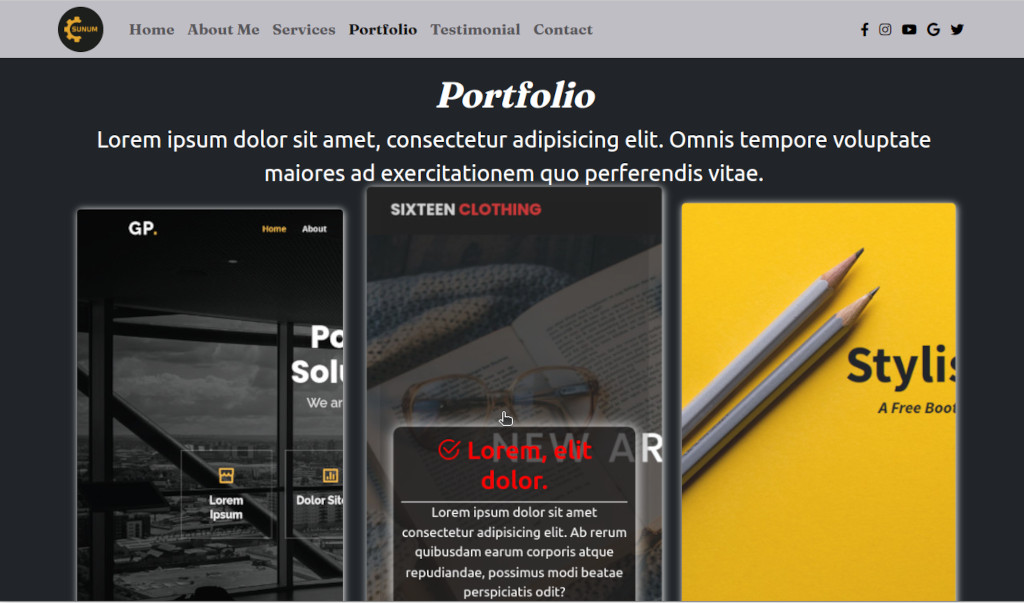 SUNUM
Home
About Me
Services
Portfolio
Testimonial
Contact
Portfolio
Lorem ipsum dolor sit amet, consectetur adipisicing elit. Omnis tempore voluptate
maiores ad exercitationem quo perferendis vitae.
GP.
Home
About
Po
Solu
We ar
Lorem
Ipsum
Dolor Sit
SIXTEEN CLOTHING
NEW AR
Lorem, elit
dolor.
Lorem ipsum dolor sit amet
consectetur adipisicing elit. Ab rerum
quibusdam earum corporis atque
repudiandae, possimus modi beatae
perspiciatis odit?
Stylis
A Free Boot